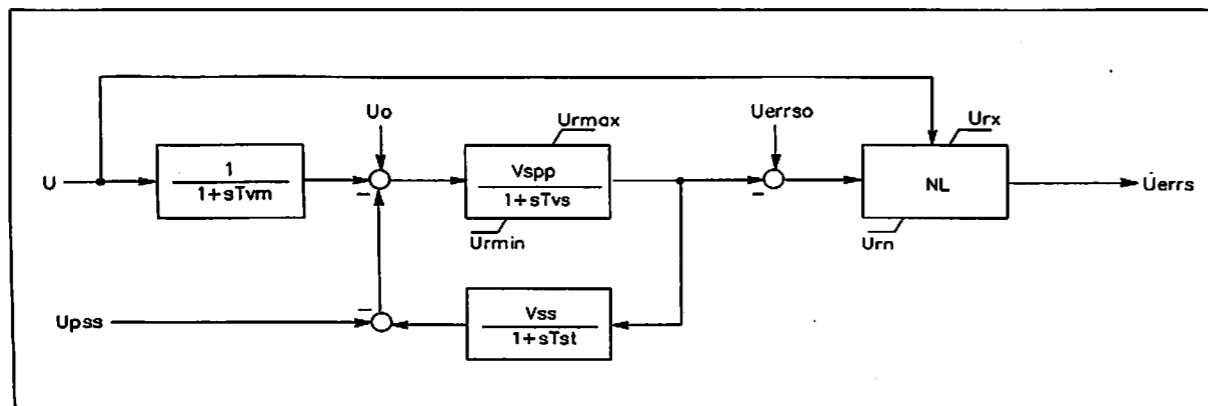 Uo
Urmax
Uerrso
Urx
U
1
1+sTvm
−
Vspp
1+sTvs
−
NL
Uerrs
Urmin
Urn
Upss
−
Vss
1+sTst